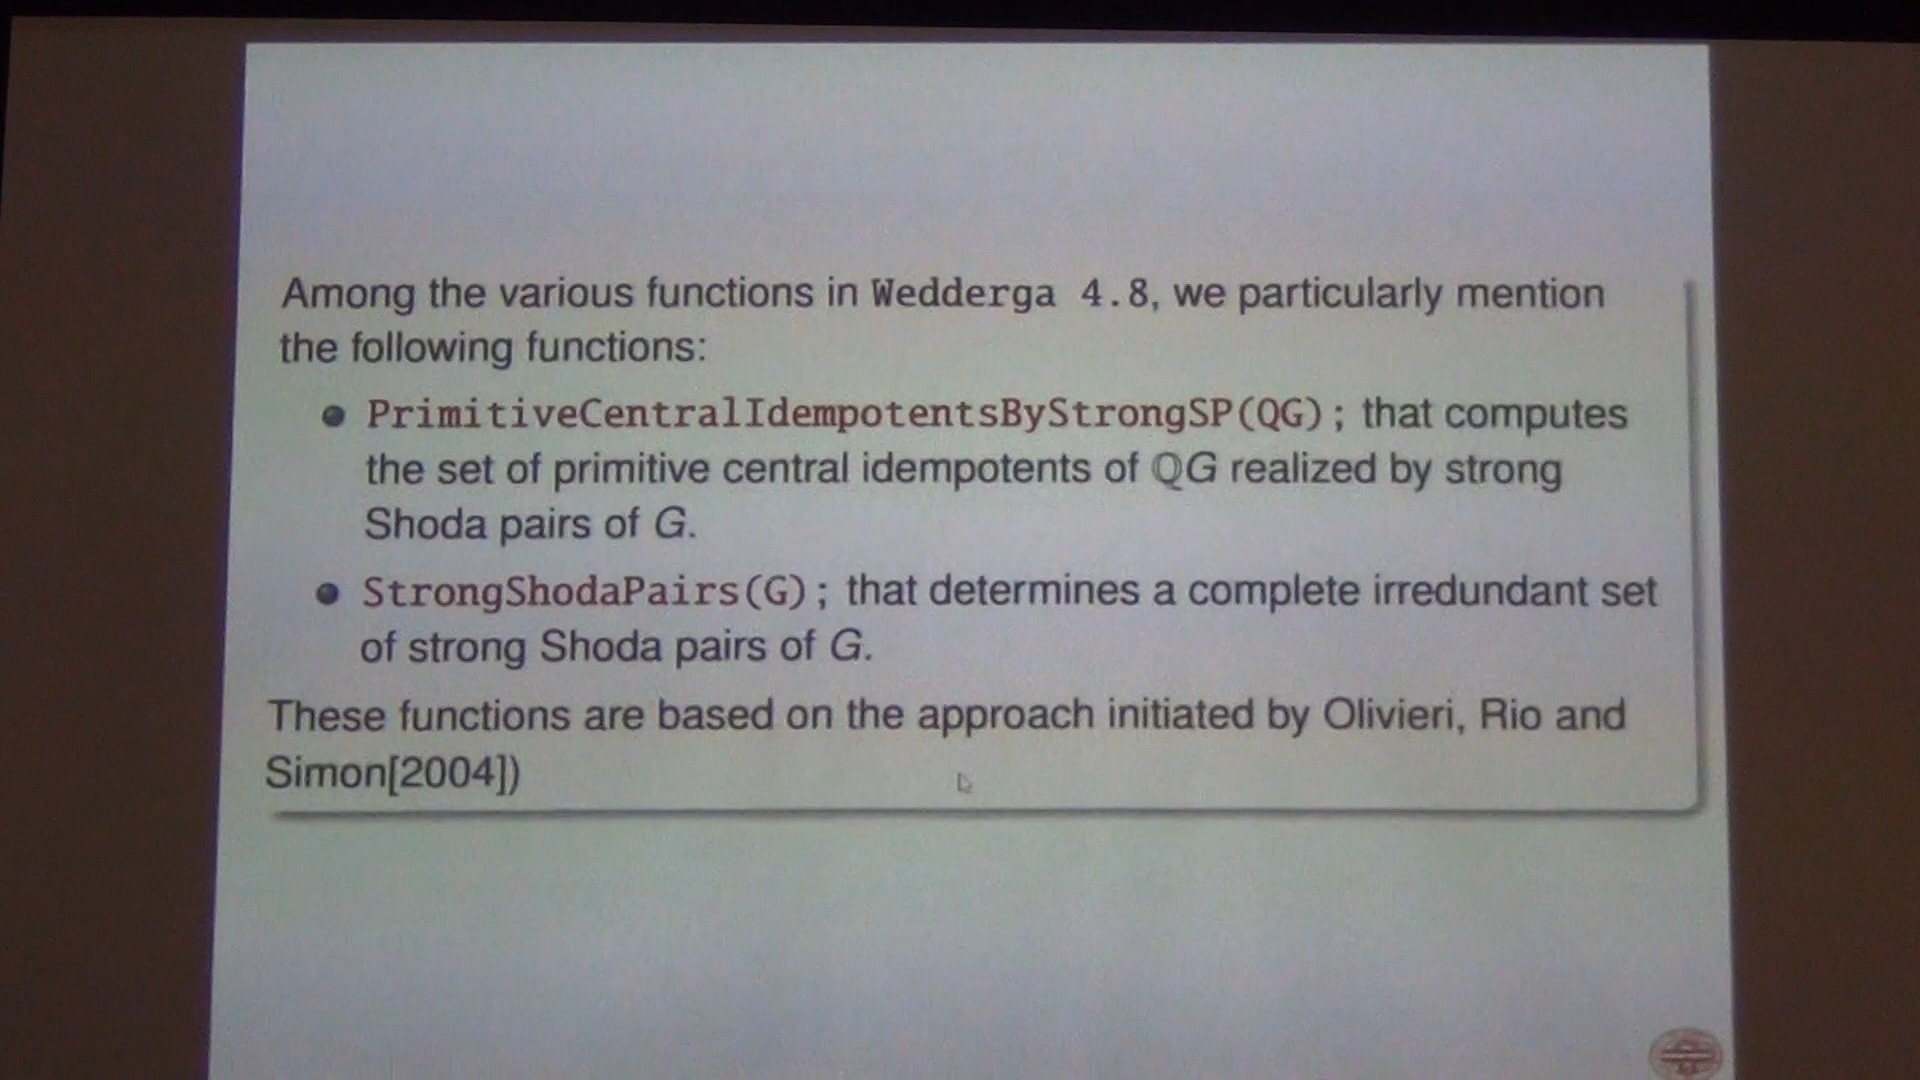 Among the various functions in Wedderga 4.8, we particularly mention
the following functions:
PrimitiveCentralIdempotentsByStrongSP(QG); that computes
the set of primitive central idempotents of ℚG realized by strong
Shoda pairs of G.
StrongShodaPairs(G); that determines a complete irredundant set
of strong Shoda pairs of G.
These functions are based on the approach initiated by Olivieri, Rio and
Simon[2004])